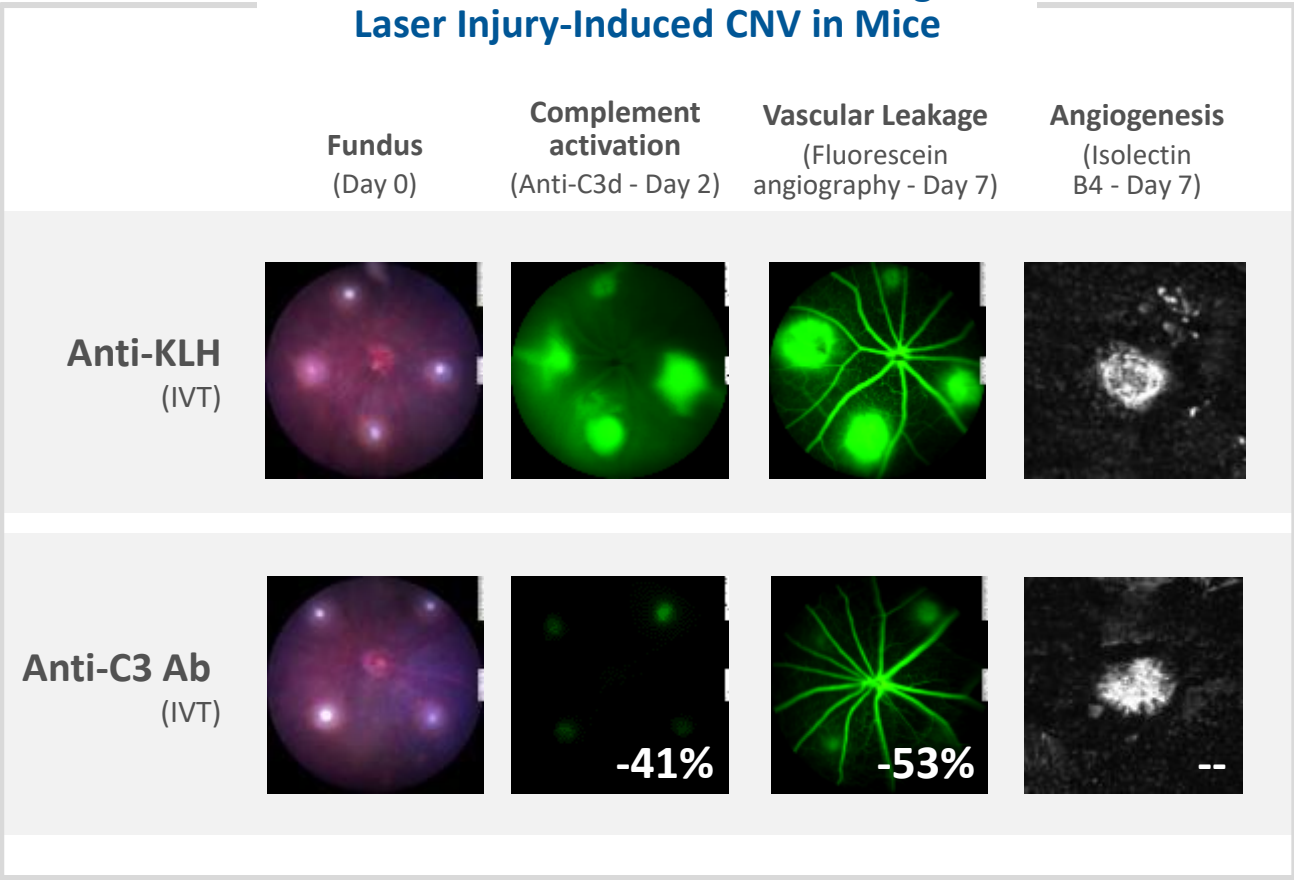 Laser Injury-Induced CNV in Mice
Fundus
(Day 0)
Complement
activation
(Anti-C3d - Day 2)
Vascular Leakage
(Fluorescein
angiography - Day 7)
Angiogenesis
(Isolectin
B4 - Day 7)
Anti-KLH
(IVT)
Anti-C3 Ab
(IVT)
-41%
-53%
--